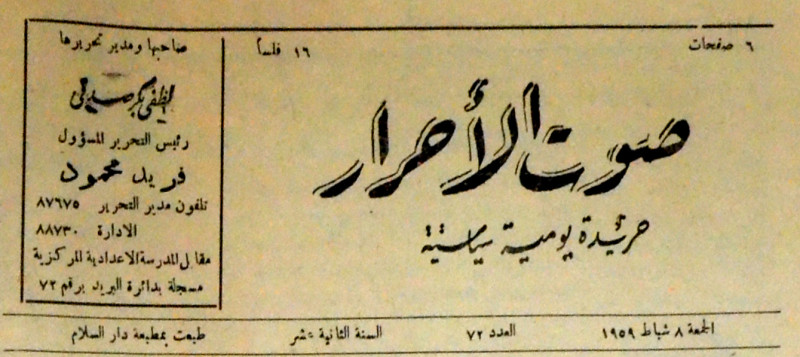 ٦ صفحات
١٦ فلساً
صوت الأحرار
جريدة يومية سياسية
صاحبها ومدير تحريرها
لطفي بكر صدقي
رئيس التحرير المسؤول
فريد محمود
تلفون مدير التحرير ٨٧٦٧٥
الادارة ٨٨٧٣٠
مقابل المدرسة الاعدادية المركزية
مسجلة بدائرة البريد برقم ٧٢
الجمعة ٨ شباط ١٩٥٩
العدد ٧٢
السنة الثانية عشر
طبعت بمطبعة دار السلام